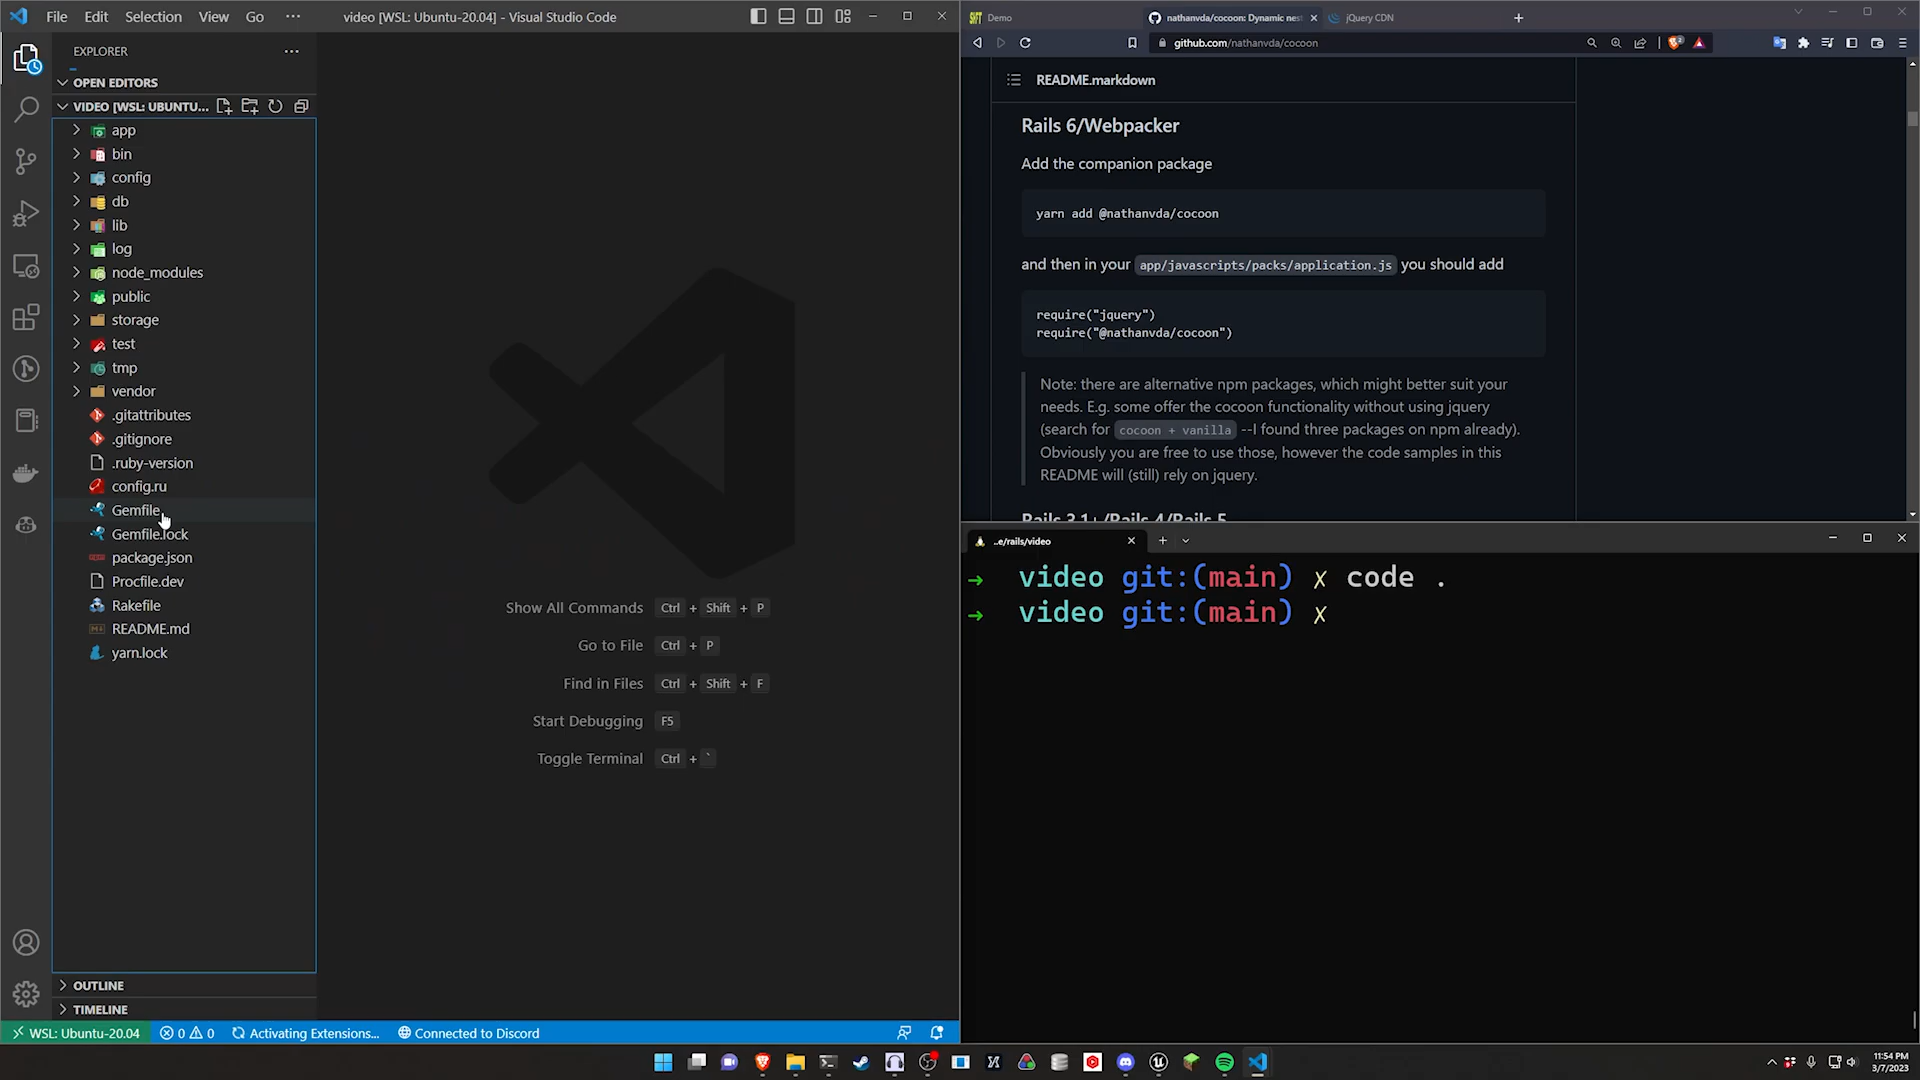 File Edit Selection View Go ···
video [WSL: Ubuntu-20.04] - Visual Studio Code
EXPLORER
OPEN EDITORS
VIDEO [WSL: UBUNTU...
app
bin
config
db
lib
log
node_modules
public
storage
test
tmp
vendor
.gitattributes
.gitignore
.ruby-version
config.ru
Gemfile
Gemfile.lock
package.json
Procfile.dev
Rakefile
README.md
yarn.lock
OUTLINE
TIMELINE
Show All Commands Ctrl + Shift + P
Go to File Ctrl + P
Find in Files Ctrl + Shift + F
Start Debugging F5
Toggle Terminal Ctrl + `
WSL: Ubuntu-20.04 0 0 Activating Extensions... Connected to Discord
Demo
nathanvda/cocoon: Dynamic nes
jQuery CDN
github.com/nathanvda/cocoon
README.markdown
Rails 6/Webpacker
Add the companion package
yarn add @nathanvda/cocoon
and then in your app/javascripts/packs/application.js you should add
require("jquery")
require("@nathanvda/cocoon")
Note: there are alternative npm packages, which might better suit your
needs. E.g. some offer the cocoon functionality without using jquery
(search for cocoon + vanilla --I found three packages on npm already).
Obviously you are free to use those, however the code samples in this
README will (still) rely on jquery.
Rails 3.1+/Rails 4/Rails 5
..e/rails/video
→ video git:(main) ✗ code .
→ video git:(main) ✗
11:54 PM
3/7/2023